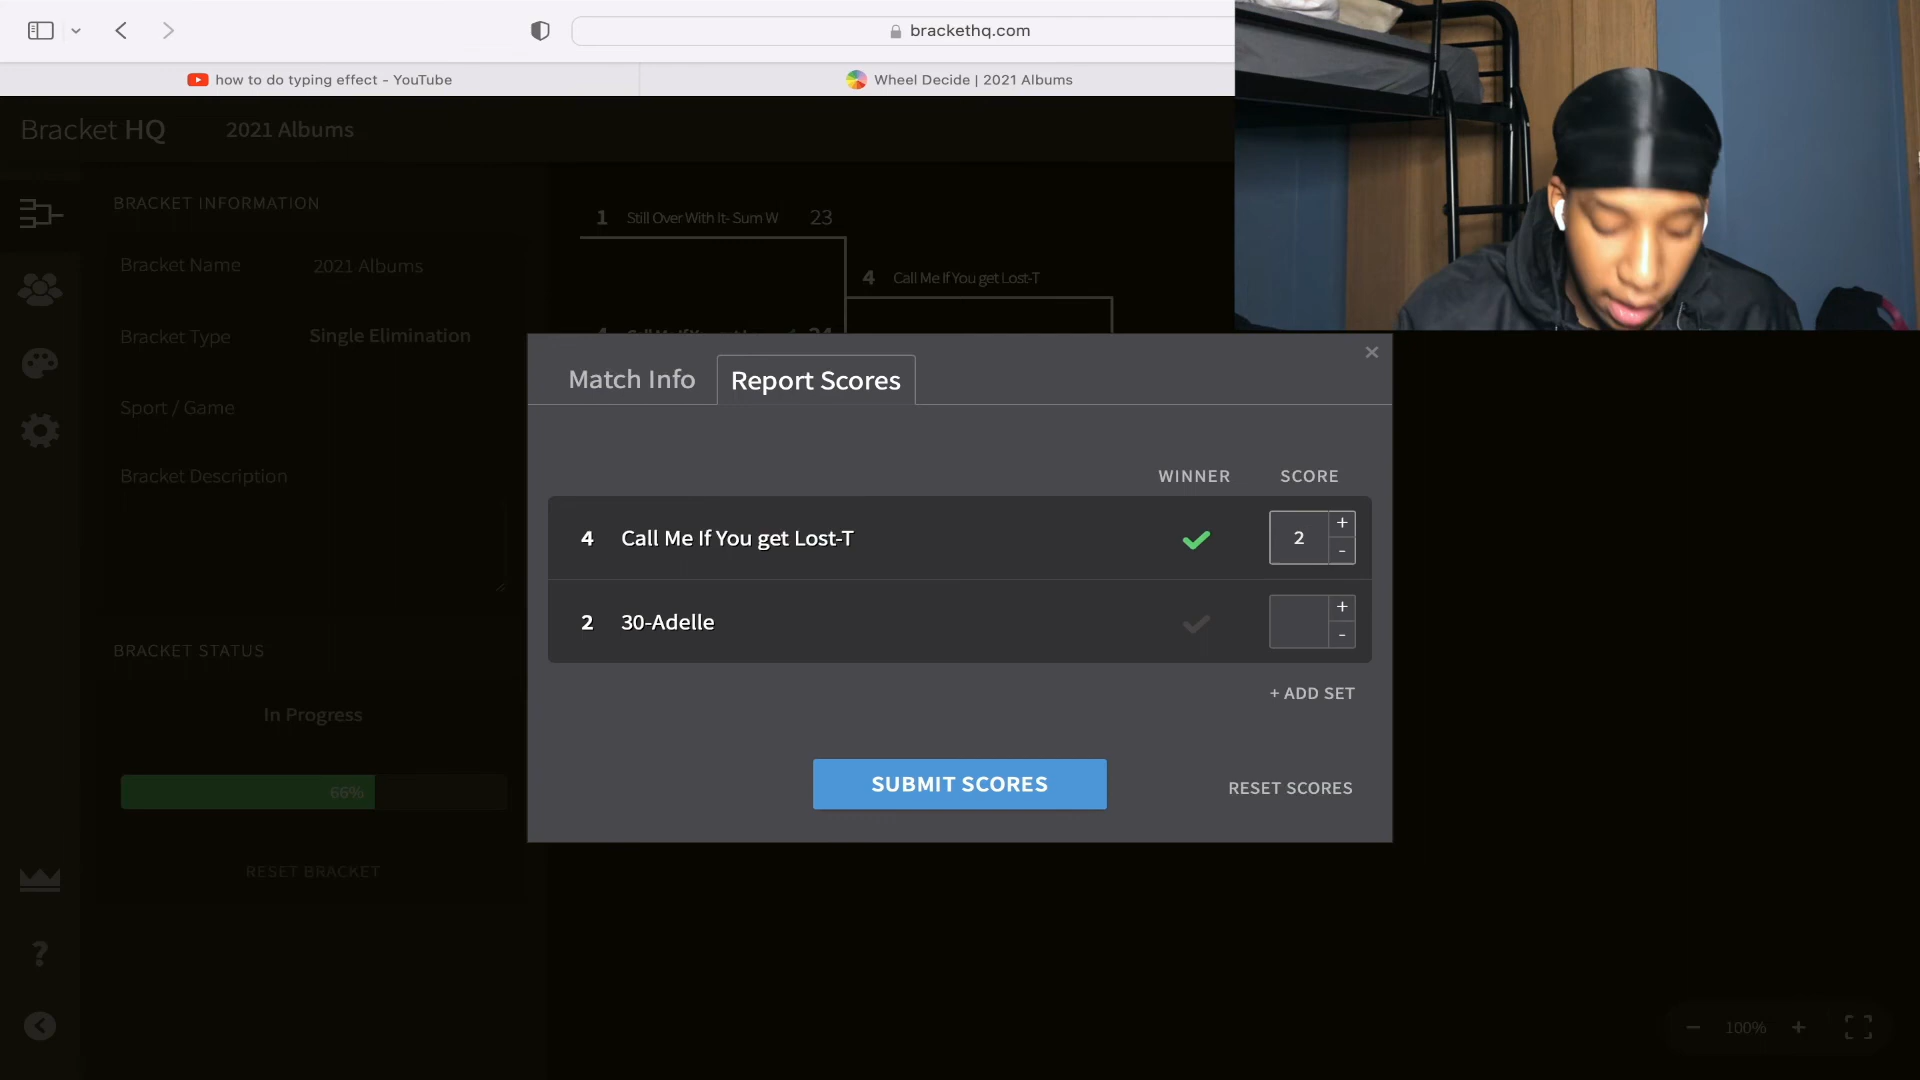 brackethq.com
how to do typing effect - YouTube
Wheel Decide | 2021 Albums
Bracket HQ
2021 Albums
BRACKET INFORMATION
Bracket Name
2021 Albums
Bracket Type
Single Elimination
Sport / Game
Bracket Description
BRACKET STATUS
In Progress
66%
RESET BRACKET
1 Still Over With It- Sum W 23
4 Call Me If You get Lost-T
Match Info
Report Scores
WINNER
SCORE
4 Call Me If You get Lost-T 2 + -
2 30-Adelle + -
+ ADD SET
SUBMIT SCORES
RESET SCORES
?
− 100% +